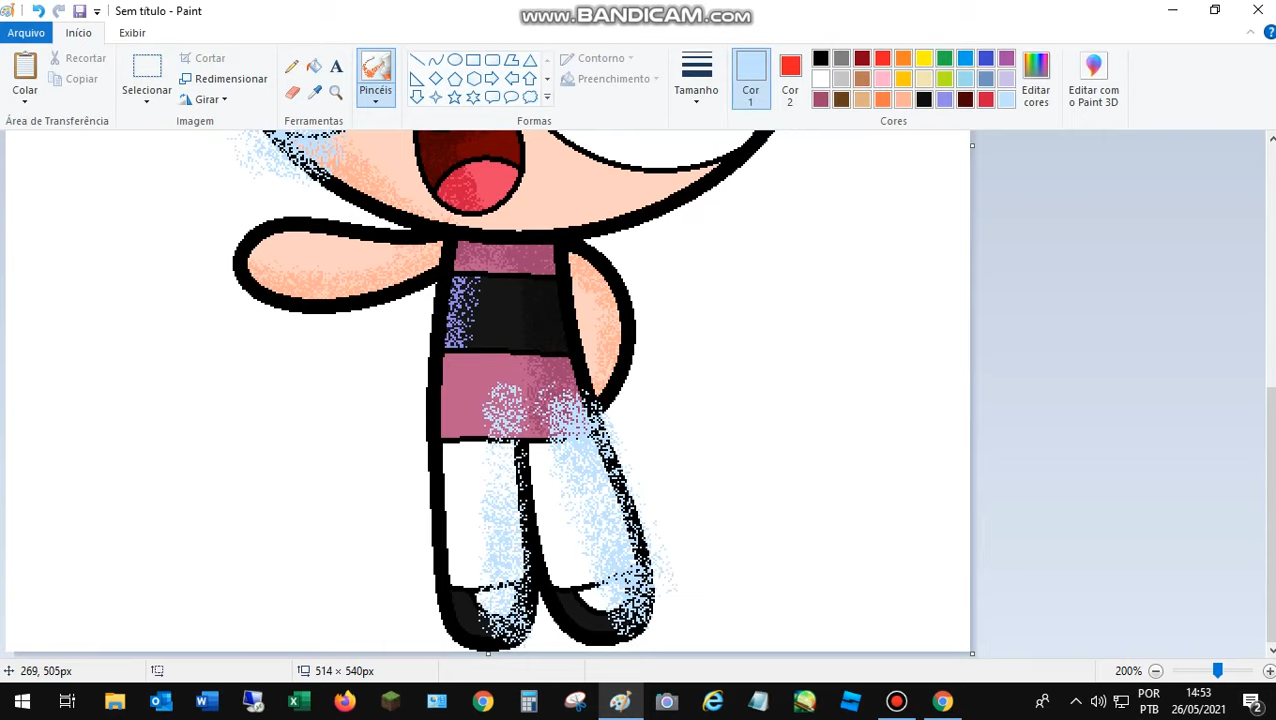 Sem título - Paint
www.BANDICAM.com
Arquivo
Início
Exibir
Colar
Recortar
Copiar
Área de Transferência
Selecionar
Cortar
Redimensionar
Girar
Imagem
A
Ferramentas
Pincéis
Contorno
Preenchimento
Formas
Tamanho
Cor
1
Cor
2
Editar
cores
Cores
Editar com
o Paint 3D
269, 505px
514 × 540px
200%
POR
PTB
14:53
26/05/2021
2